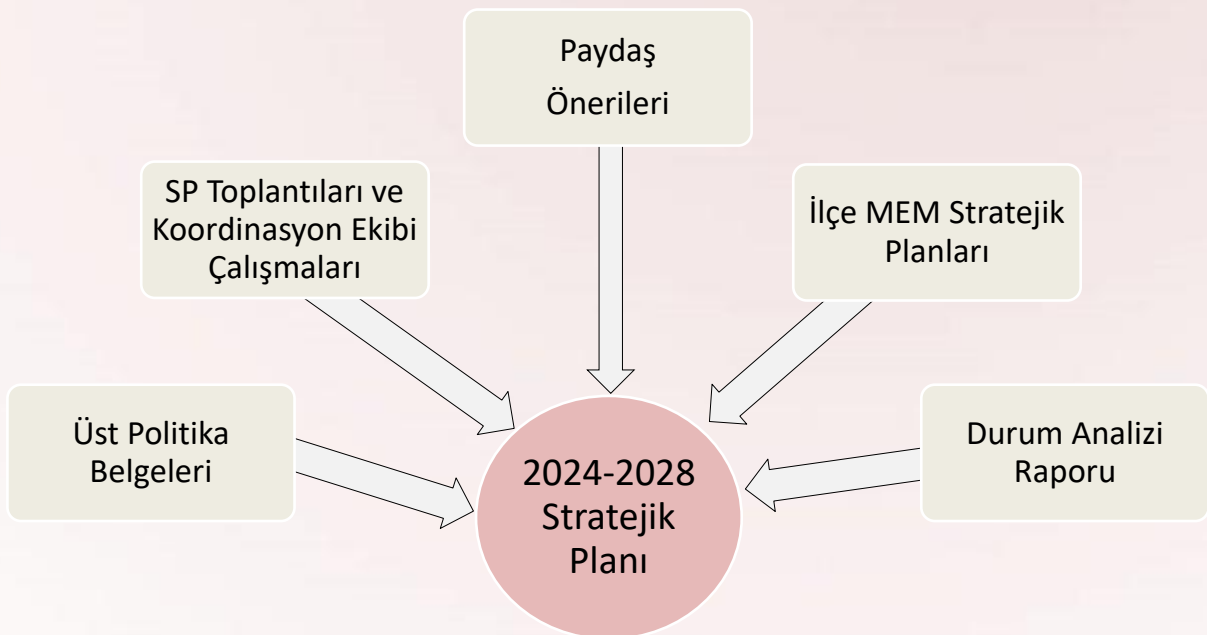 Paydaş
Önerileri
SP Toplantıları ve
Koordinasyon Ekibi
Çalışmaları
İlçe MEM Stratejik
Planları
Üst Politika
Belgeleri
Durum Analizi
Raporu
2024-2028
Stratejik
Planı